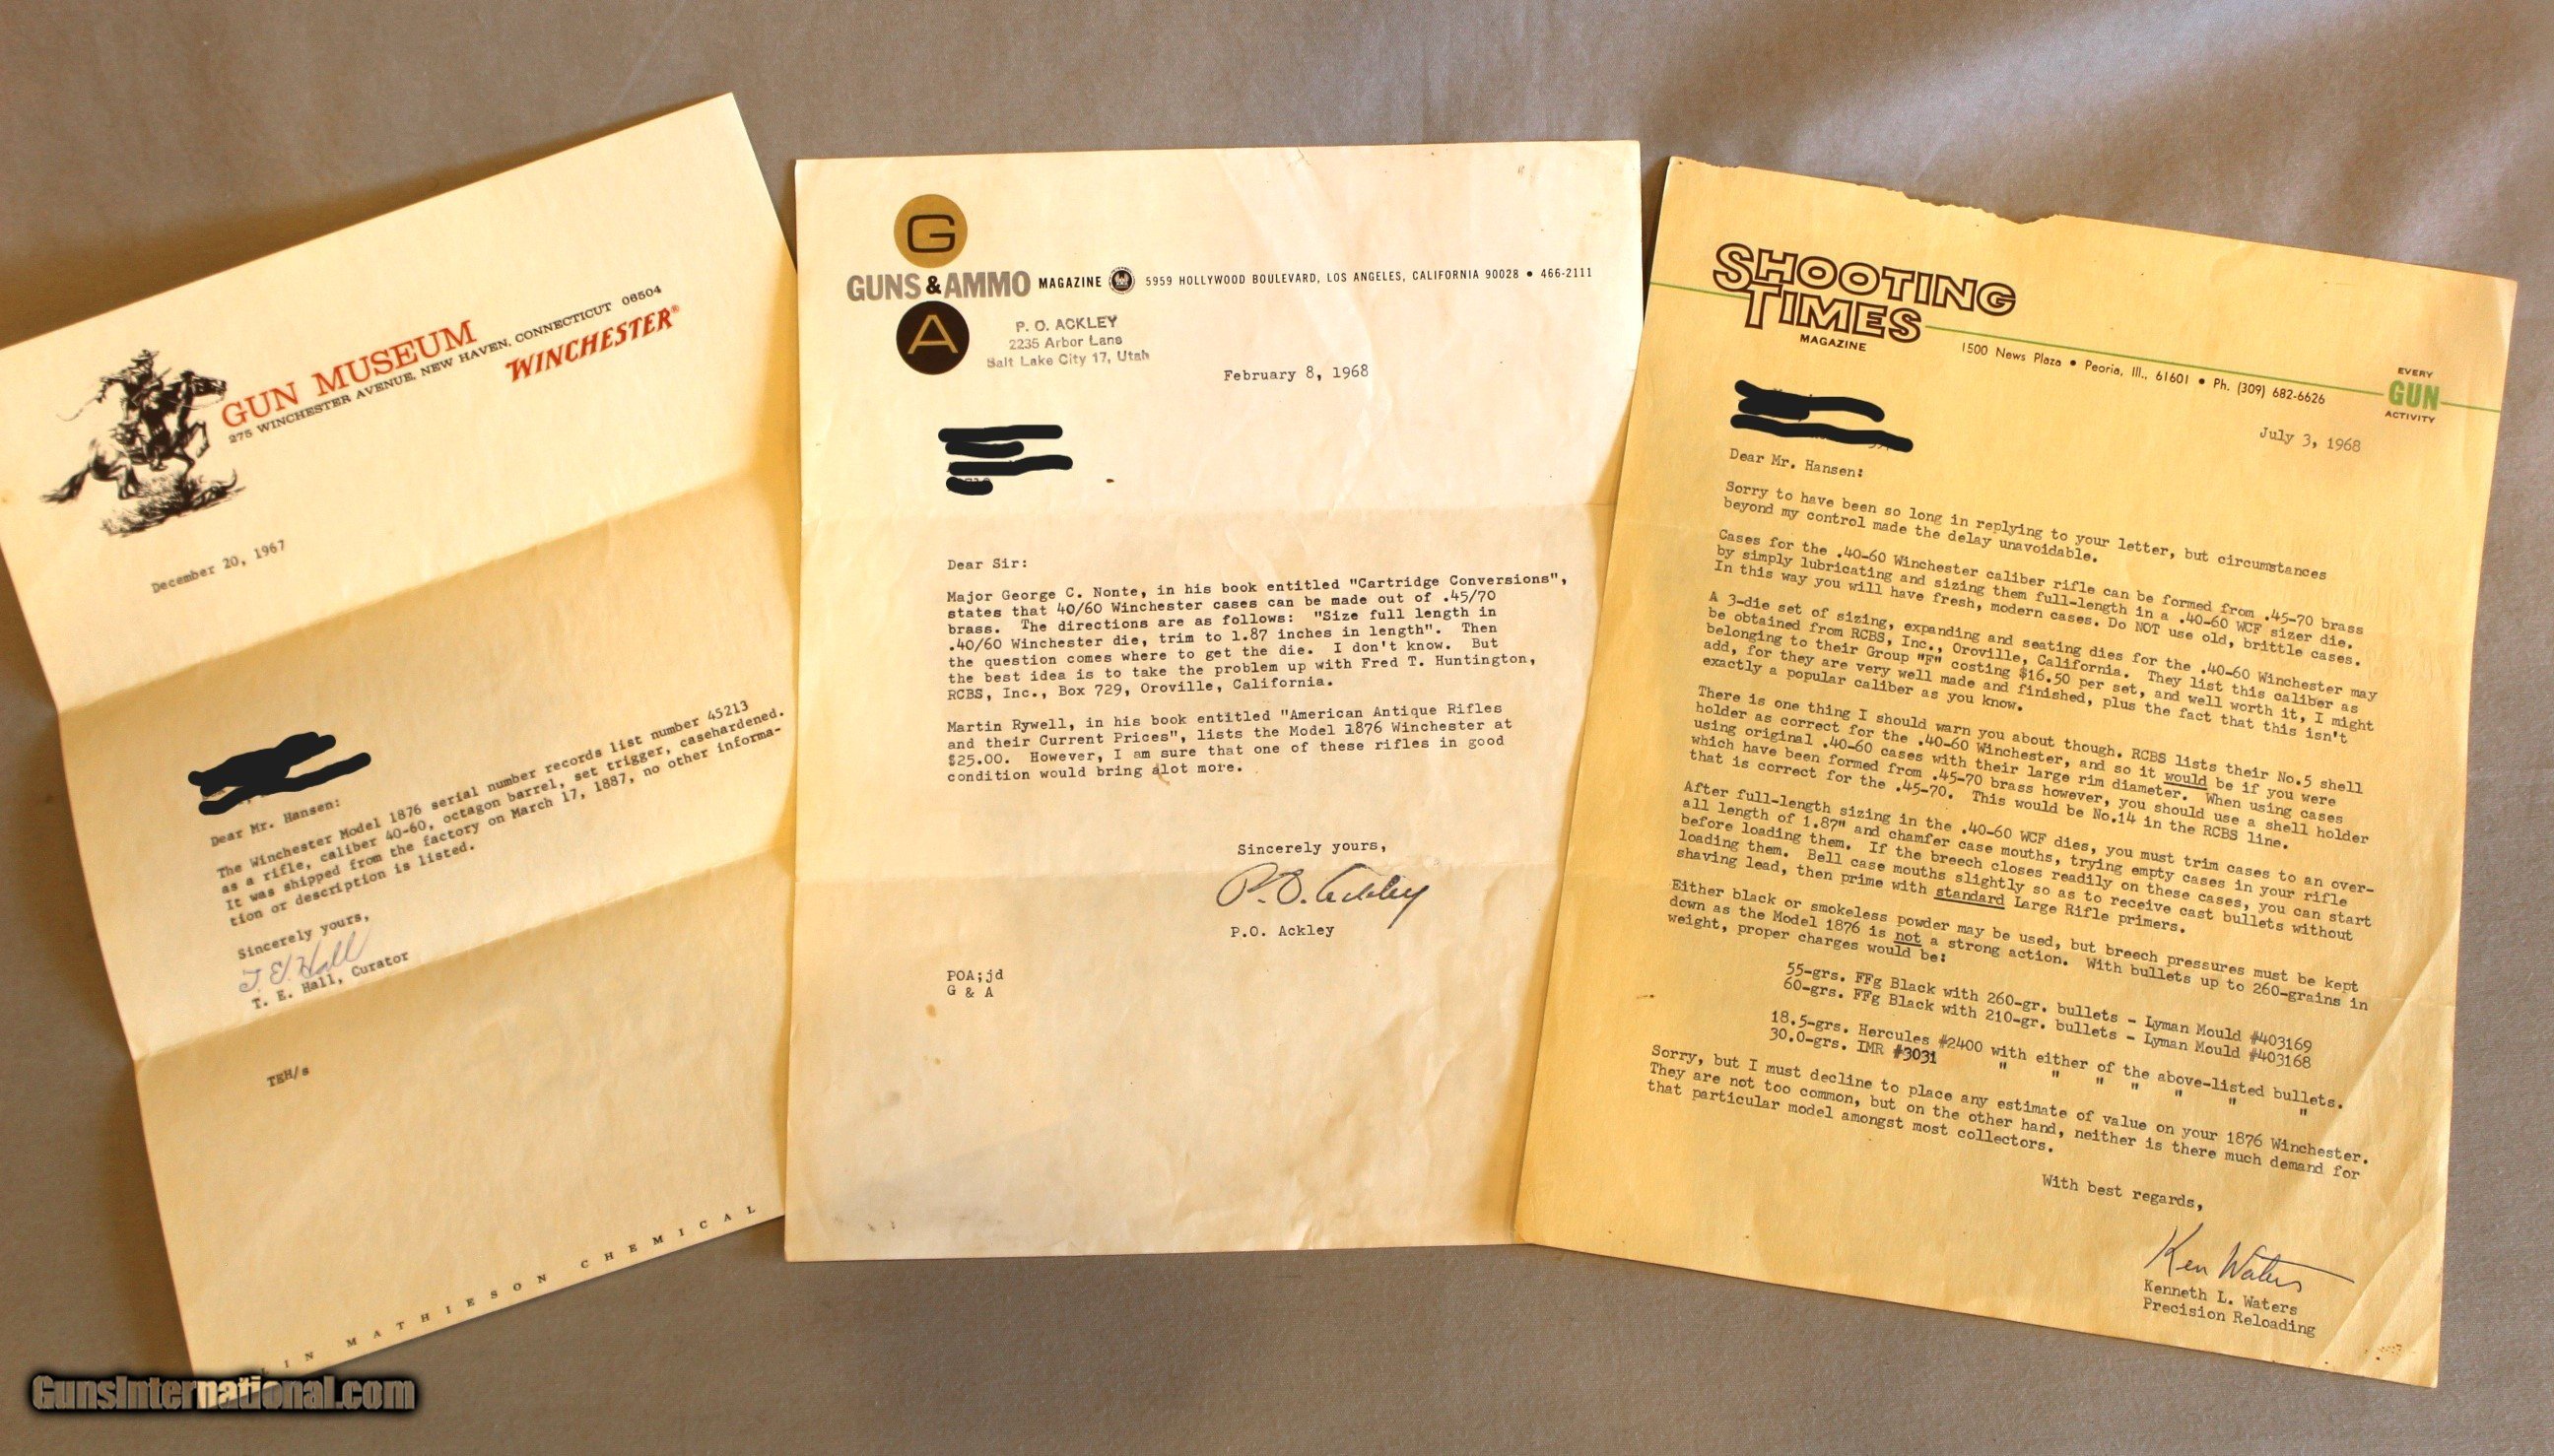 GUN MUSEUM
275 WINCHESTER AVENUE, NEW HAVEN, CONNECTICUT 06504
WINCHESTER®
December 20, 1967
Dear Mr. Hansen:
The Winchester Model 1876 serial number records list number 45213
as a rifle, caliber 40-60, octagon barrel, set trigger, casehardened.
It was shipped from the factory on March 17, 1887, no other informa-
tion or description is listed.
Sincerely yours,
T. E. Hall
T. E. Hall, Curator
TEH/s
IN MATHIESON CHEMICAL
G
GUNS & AMMO MAGAZINE 5959 HOLLYWOOD BOULEVARD, LOS ANGELES, CALIFORNIA 90028 • 466-2111
A
P. O. ACKLEY
2235 Arbor Lane
Salt Lake City 17, Utah
February 8, 1968
Dear Sir:
Major George C. Nonte, in his book entitled "Cartridge Conversions",
states that 40/60 Winchester cases can be made out of .45/70
brass. The directions are as follows: "Size full length in
.40/60 Winchester die, trim to 1.87 inches in length". Then
the question comes where to get the die. I don't know. But
the best idea is to take the problem up with Fred T. Huntington,
RCBS, Inc., Box 729, Oroville, California.
Martin Rywell, in his book entitled "American Antique Rifles
and their Current Prices", lists the Model 1876 Winchester at
$25.00. However, I am sure that one of these rifles in good
condition would bring alot more.
Sincerely yours,
P.O. Ackley
P.O. Ackley
POA;jd
G & A
SHOOTING
TIMES
MAGAZINE
1500 News Plaza • Peoria, Ill., 61601 • Ph. (309) 682-6626
EVERY
GUN
ACTIVITY
July 3, 1968
Dear Mr. Hansen:
Sorry to have been so long in replying to your letter, but circumstances
beyond my control made the delay unavoidable.
Cases for the .40-60 Winchester caliber rifle can be formed from .45-70 brass
by simply lubricating and sizing them full-length in a .40-60 WCF sizer die.
In this way you will have fresh, modern cases. Do NOT use old, brittle cases.
A 3-die set of sizing, expanding and seating dies for the .40-60 Winchester may
be obtained from RCBS, Inc., Oroville, California. They list this caliber as
belonging to their Group "F" costing $16.50 per set, and well worth it, I might
add, for they are very well made and finished, plus the fact that this isn't
exactly a popular caliber as you know.
There is one thing I should warn you about though. RCBS lists their No.5 shell
holder as correct for the .40-60 Winchester, and so it would be if you were
using original .40-60 cases with their large rim diameter. When using cases
which have been formed from .45-70 brass however, you should use a shell holder
that is correct for the .45-70. This would be No.14 in the RCBS line.
After full-length sizing in the .40-60 WCF dies, you must trim cases to an over-
all length of 1.87" and chamfer case mouths, trying empty cases in your rifle
before loading them. If the breech closes readily on these cases, you can start
loading them. Bell case mouths slightly so as to receive cast bullets without
shaving lead, then prime with standard Large Rifle primers.
Either black or smokeless powder may be used, but breech pressures must be kept
down as the Model 1876 is not a strong action. With bullets up to 260-grains in
weight, proper charges would be:
55-grs. FFg Black with 260-gr. bullets - Lyman Mould #403169
60-grs. FFg Black with 210-gr. bullets - Lyman Mould #403168
18.5-grs. Hercules #2400 with either of the above-listed bullets.
30.0-grs. IMR #3031 " " " " " " "
Sorry, but I must decline to place any estimate of value on your 1876 Winchester.
They are not too common, but on the other hand, neither is there much demand for
that particular model amongst most collectors.
With best regards,
Ken Waters
Kenneth L. Waters
Precision Reloading
GunsInternational.com